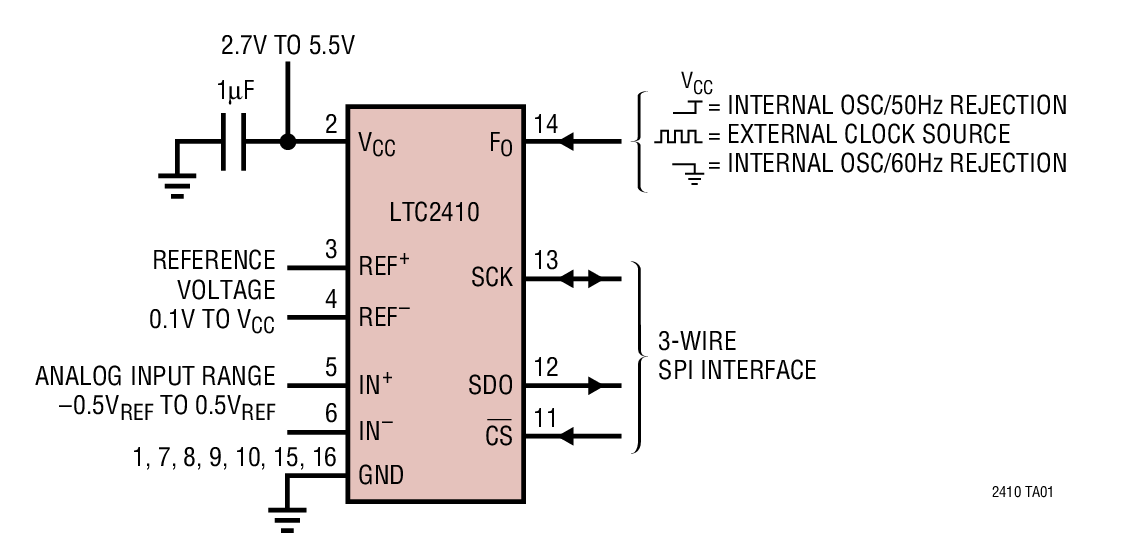 2.7V TO 5.5V
1µF
2
VCC
LTC2410
3
REF+
4
REF–
REFERENCE
VOLTAGE
0.1V TO VCC
5
IN+
6
IN–
ANALOG INPUT RANGE
–0.5VREF TO 0.5VREF
1, 7, 8, 9, 10, 15, 16
GND
14
FO
VCC
= INTERNAL OSC/50Hz REJECTION
= EXTERNAL CLOCK SOURCE
= INTERNAL OSC/60Hz REJECTION
13
SCK
12
SDO
11
CS
3-WIRE
SPI INTERFACE
2410 TA01